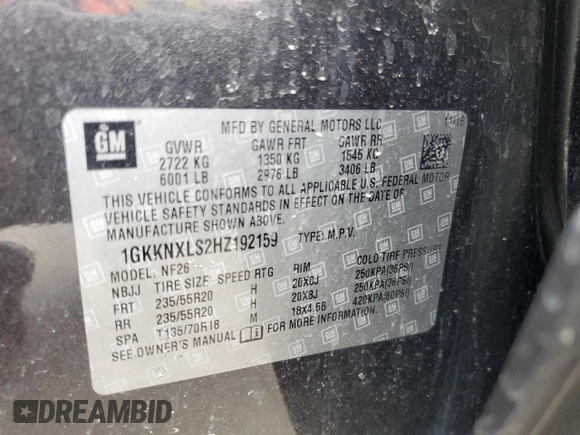 GM
MFD BY GENERAL MOTORS LLC
GVWR GAWR FRT GAWR RR
2722 KG 1350 KG 1545 KG
6001 LB 2976 LB 3406 LB
THIS VEHICLE CONFORMS TO ALL APPLICABLE U.S. FEDERAL MOTOR
VEHICLE SAFETY STANDARDS IN EFFECT ON THE DATE OF
MANUFACTURE SHOWN ABOVE.
1GKKNXLS2HZ192159 TYPE: M.P.V.
MODEL: NF26
NBJJ TIRE SIZE SPEED RTG RIM COLD TIRE PRESSURE
FRT 235/55R20 H 20X8J 250KPA(36PSI)
RR 235/55R20 H 20X8J 250KPA(36PSI)
SPA T135/70R18 M 18x4.5B 420KPA(60PSI)
SEE OWNER'S MANUAL FOR MORE INFORMATION.
DREAMBID